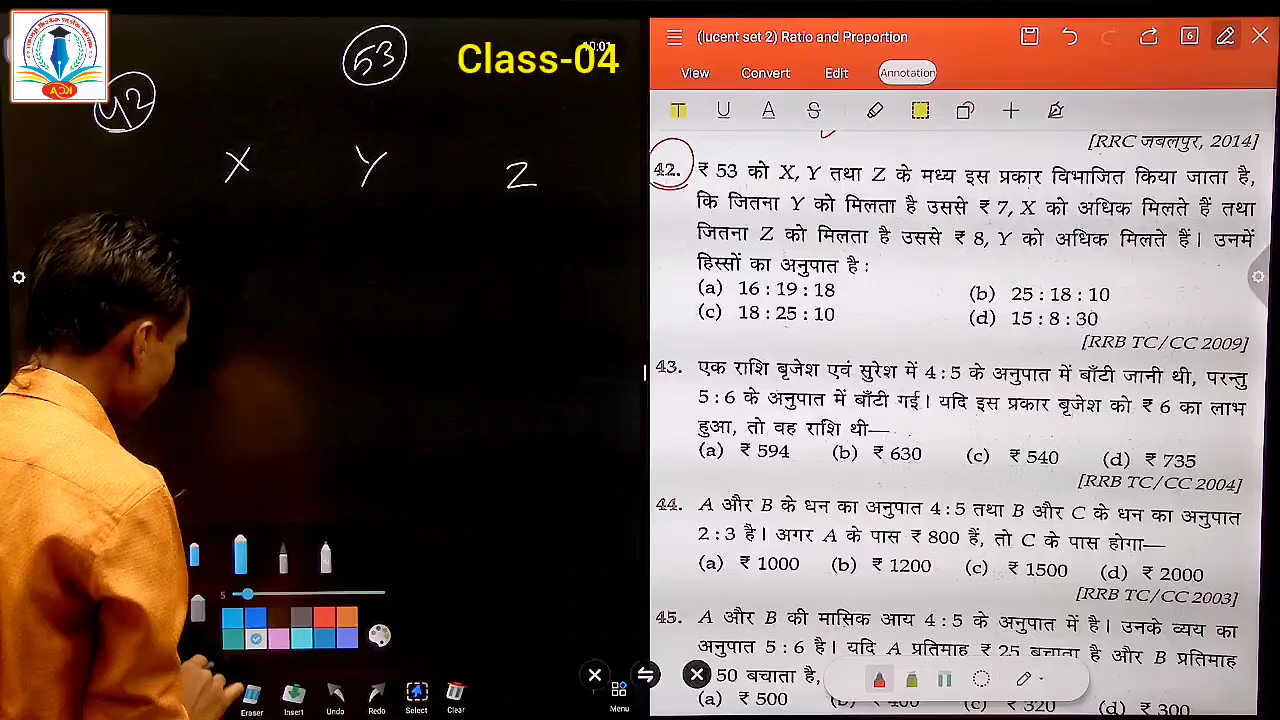 53
Class-04
10:01
42
X Y Z
Eraser Insert Undo Redo Select Clear Menu
5
(lucent set 2) Ratio and Proportion
6
View Convert Edit Annotation
T U A S
[RRC जबलपुर, 2014]
42. ₹ 53 को X, Y तथा Z के मध्य इस प्रकार विभाजित किया जाता है,
कि जितना Y को मिलता है उससे ₹ 7, X को अधिक मिलते हैं तथा
जितना Z को मिलता है उससे ₹ 8, Y को अधिक मिलते हैं। उनमें
हिस्सों का अनुपात है :
(a) 16 : 19 : 18 (b) 25 : 18 : 10
(c) 18 : 25 : 10 (d) 15 : 8 : 30
[RRB TC/CC 2009]
43. एक राशि बृजेश एवं सुरेश में 4 : 5 के अनुपात में बाँटी जानी थी, परन्तु
5 : 6 के अनुपात में बाँटी गई। यदि इस प्रकार बृजेश को ₹ 6 का लाभ
हुआ, तो वह राशि थी—
(a) ₹ 594 (b) ₹ 630 (c) ₹ 540 (d) ₹ 735
[RRB TC/CC 2004]
44. A और B के धन का अनुपात 4 : 5 तथा B और C के धन का अनुपात
2 : 3 है। अगर A के पास ₹ 800 हैं, तो C के पास होगा—
(a) ₹ 1000 (b) ₹ 1200 (c) ₹ 1500 (d) ₹ 2000
[RRB TC/CC 2003]
45. A और B की मासिक आय 4 : 5 के अनुपात में है। उनके व्यय का
अनुपात 5 : 6 है। यदि A प्रतिमाह ₹ 25 बचाता है और B प्रतिमाह
50 बचाता है,
(a) ₹ 500 (b) ₹ 400 (c) ₹ 320 (d) ₹ 300
KCA